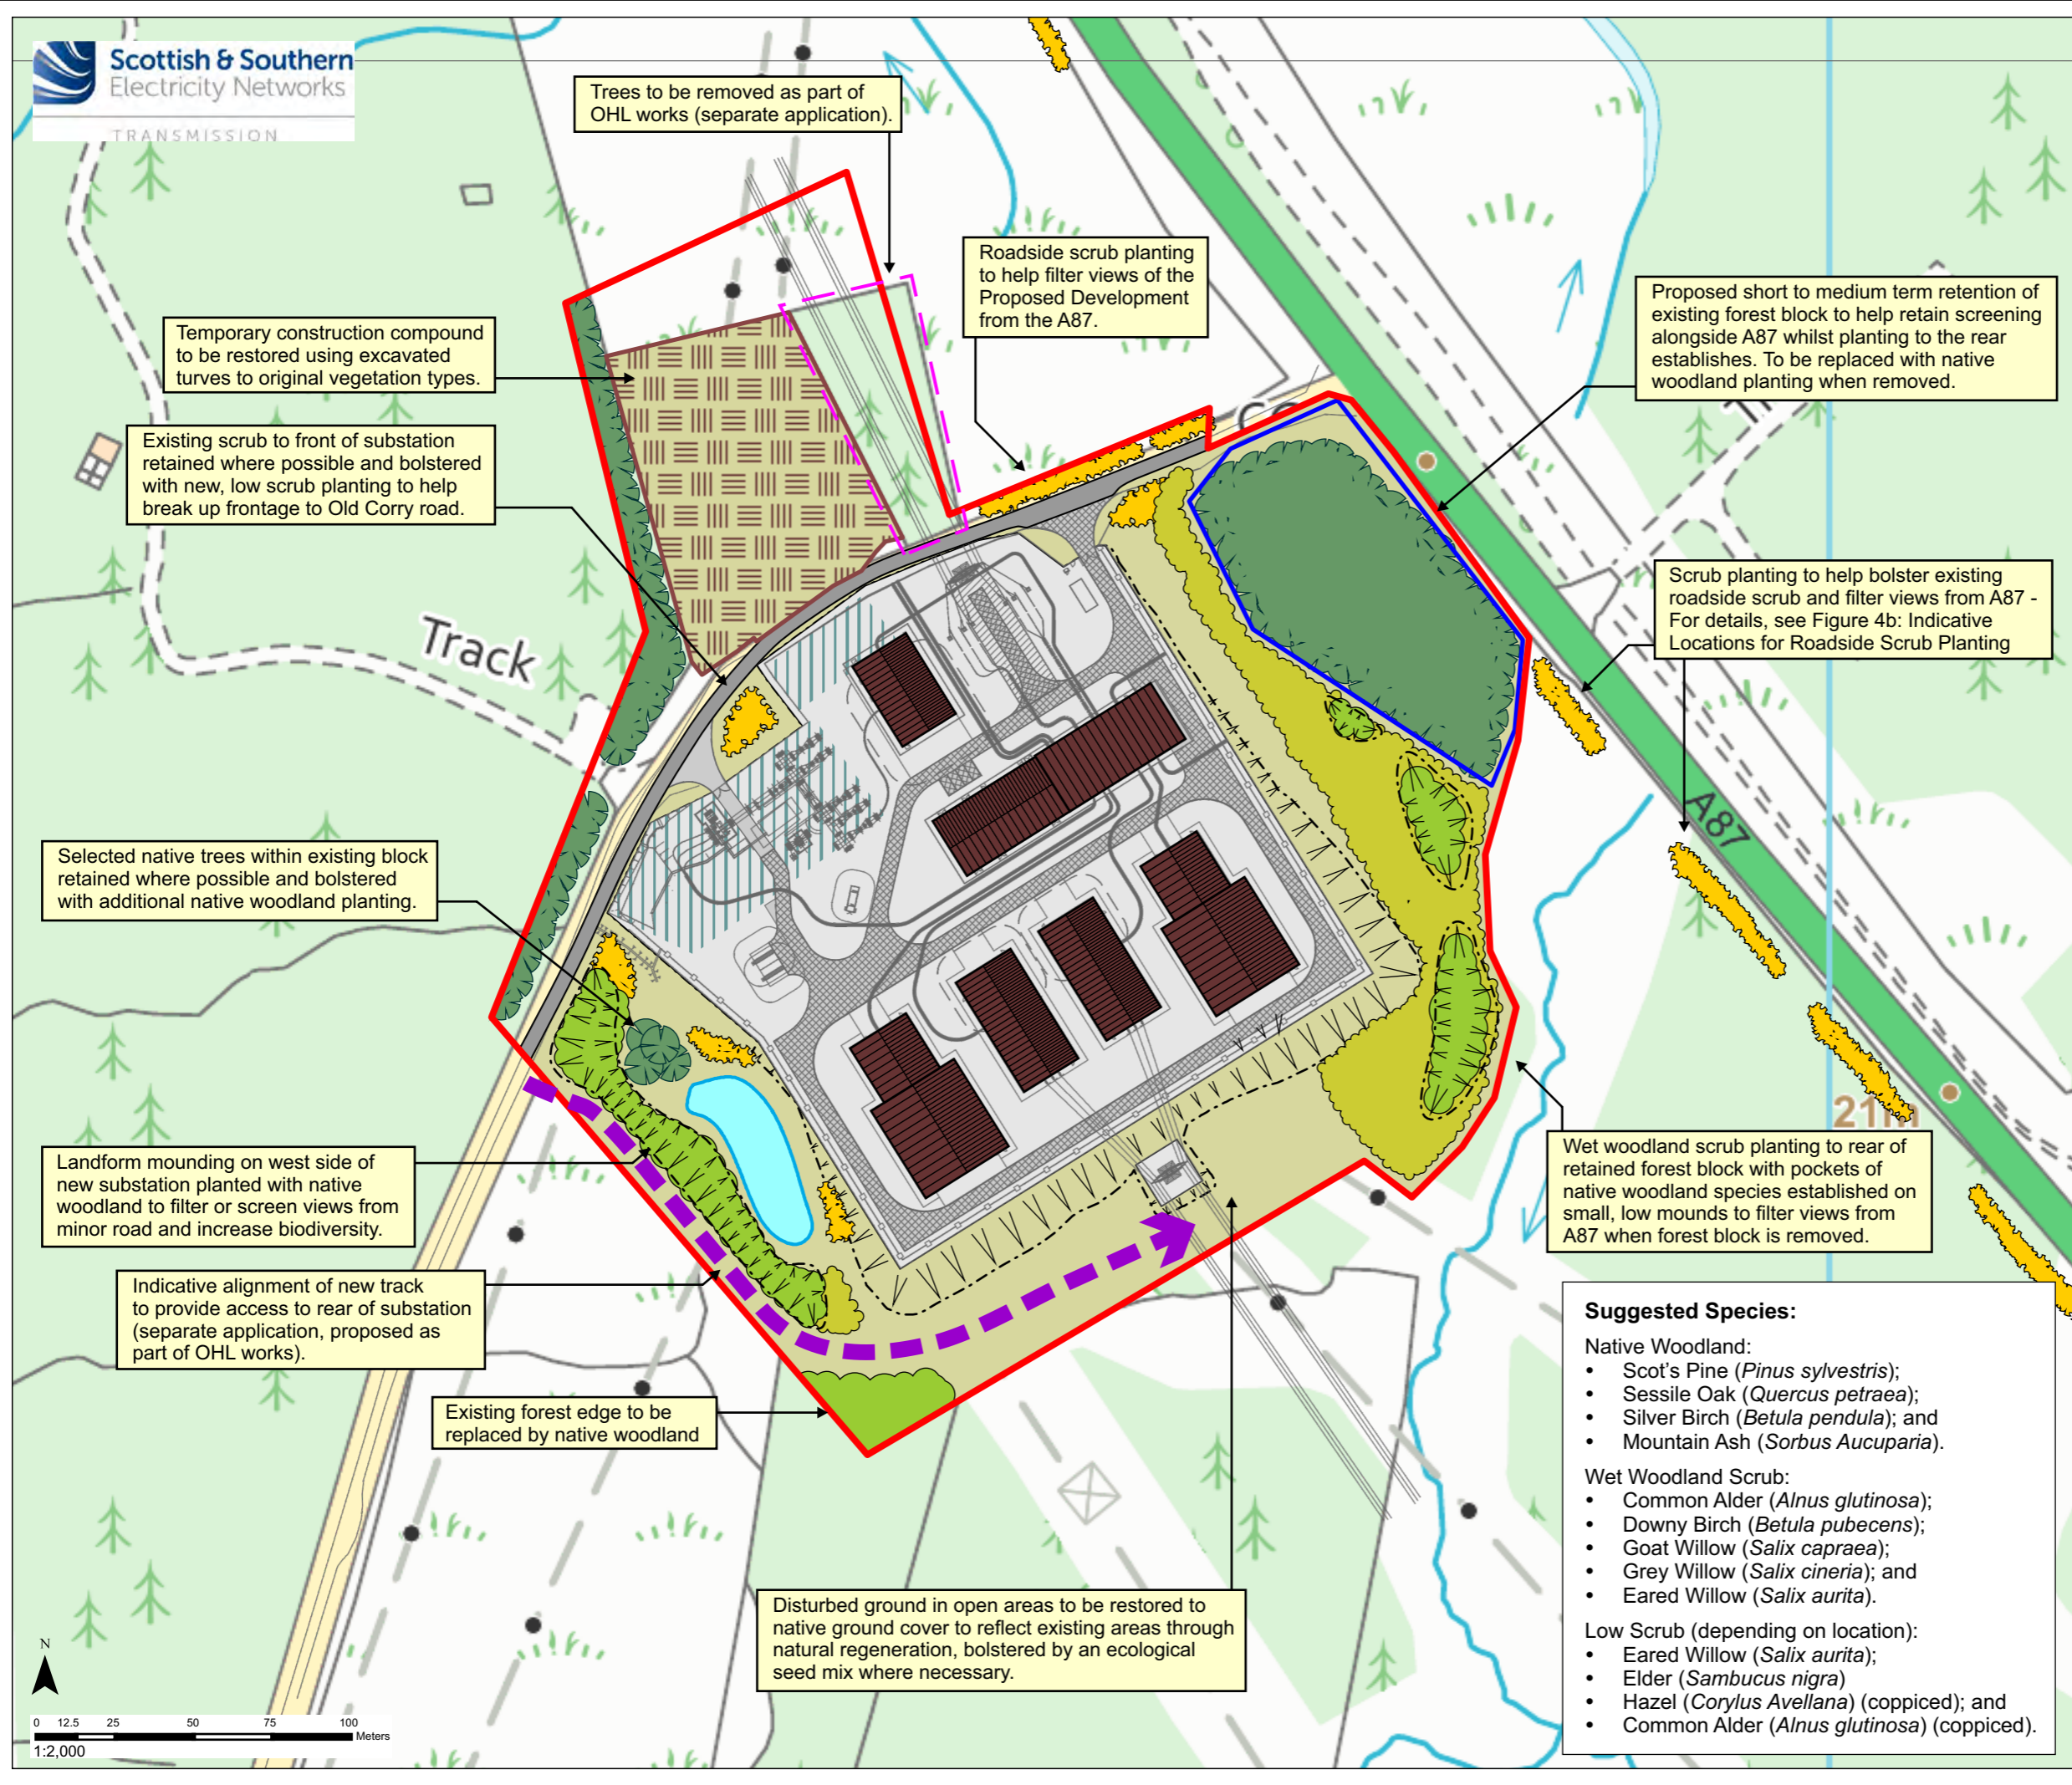 Scottish & Southern
Electricity Networks
TRANSMISSION
Trees to be removed as part of
OHL works (separate application).
Roadside scrub planting
to help filter views of the
Proposed Development
from the A87.
Proposed short to medium term retention of
existing forest block to help retain screening
alongside A87 whilst planting to the rear
establishes. To be replaced with native
woodland planting when removed.
Temporary construction compound
to be restored using excavated
turves to original vegetation types.
Existing scrub to front of substation
retained where possible and bolstered
with new, low scrub planting to help
break up frontage to Old Corry road.
Track
Scrub planting to help bolster existing
roadside scrub and filter views from A87 -
For details, see Figure 4b: Indicative
Locations for Roadside Scrub Planting
A87
Selected native trees within existing block
retained where possible and bolstered
with additional native woodland planting.
21m
Landform mounding on west side of
new substation planted with native
woodland to filter or screen views from
minor road and increase biodiversity.
Wet woodland scrub planting to rear of
retained forest block with pockets of
native woodland species established on
small, low mounds to filter views from
A87 when forest block is removed.
Indicative alignment of new track
to provide access to rear of substation
(separate application, proposed as
part of OHL works).
Existing forest edge to be
replaced by native woodland
Disturbed ground in open areas to be restored to
native ground cover to reflect existing areas through
natural regeneration, bolstered by an ecological
seed mix where necessary.
Suggested Species:
Native Woodland:
• Scot's Pine (Pinus sylvestris);
• Sessile Oak (Quercus petraea);
• Silver Birch (Betula pendula); and
• Mountain Ash (Sorbus Aucuparia).
Wet Woodland Scrub:
• Common Alder (Alnus glutinosa);
• Downy Birch (Betula pubecens);
• Goat Willow (Salix capraea);
• Grey Willow (Salix cineria); and
• Eared Willow (Salix aurita).
Low Scrub (depending on location):
• Eared Willow (Salix aurita);
• Elder (Sambucus nigra)
• Hazel (Corylus Avellana) (coppiced); and
• Common Alder (Alnus glutinosa) (coppiced).
N
0 12.5 25 50 75 100
Meters
1:2,000